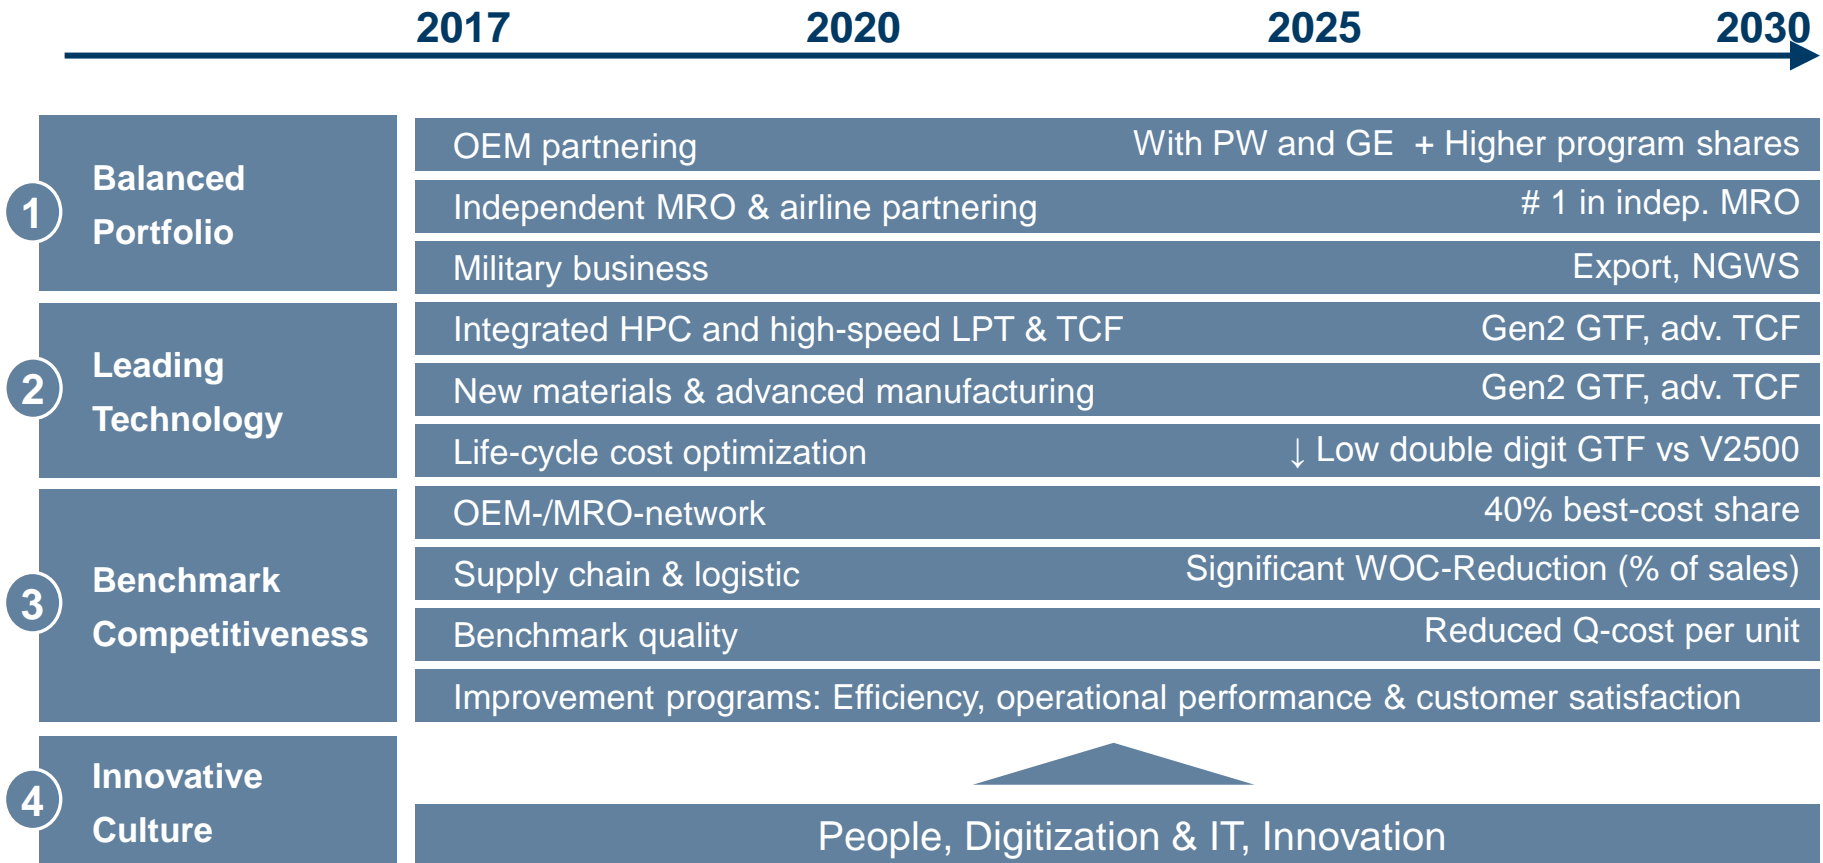 2017 2020 2025 2030
1
Balanced
Portfolio
OEM partnering With PW and GE + Higher program shares
Independent MRO & airline partnering # 1 in indep. MRO
Military business Export, NGWS
2
Leading
Technology
Integrated HPC and high-speed LPT & TCF Gen2 GTF, adv. TCF
New materials & advanced manufacturing Gen2 GTF, adv. TCF
Life-cycle cost optimization ↓ Low double digit GTF vs V2500
3
Benchmark
Competitiveness
OEM-/MRO-network 40% best-cost share
Supply chain & logistic Significant WOC-Reduction (% of sales)
Benchmark quality Reduced Q-cost per unit
Improvement programs: Efficiency, operational performance & customer satisfaction
4
Innovative
Culture
People, Digitization & IT, Innovation